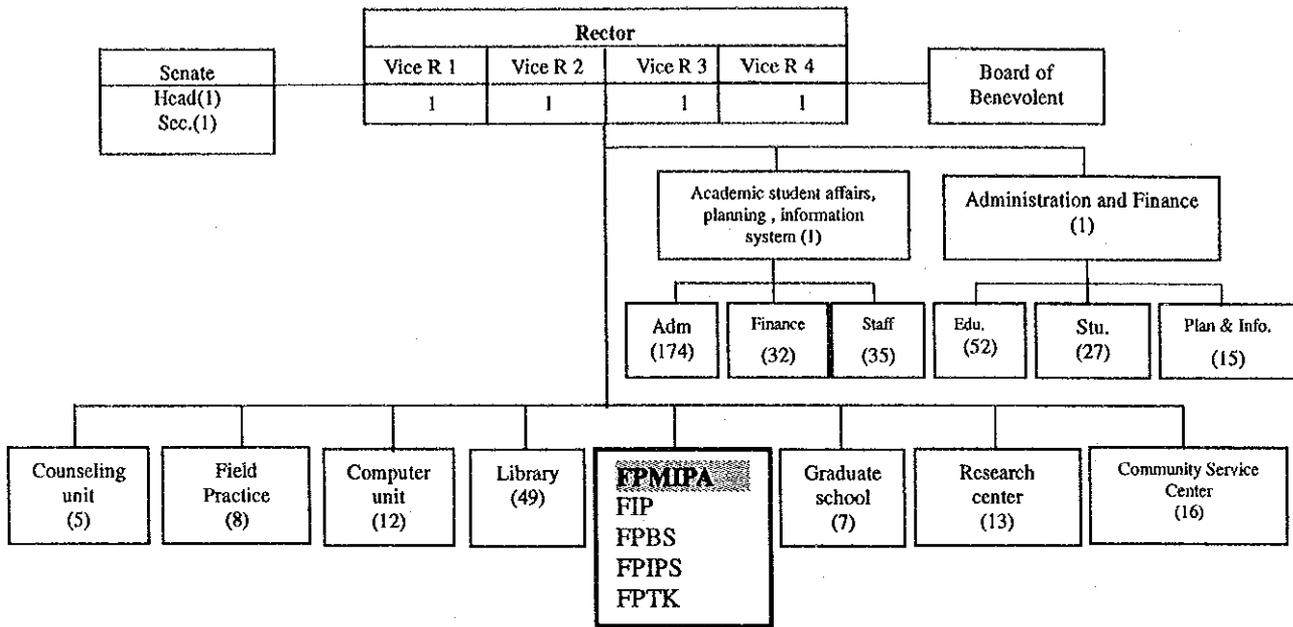 Rector
Senate
Head(1)
Sec.(1)
Vice R 1 Vice R 2 Vice R 3 Vice R 4
1 1 1 1
Board of
Benevolent
Academic student affairs,
planning , information
system (1)
Administration and Finance
(1)
Adm
(174)
Finance
(32)
Staff
(35)
Edu.
(52)
Stu.
(27)
Plan & Info.
(15)
Counseling
unit
(5)
Field
Practice
(8)
Computer
unit
(12)
Library
(49)
FPMIPA
FIP
FPBS
FPIPS
FPTK
Graduate
school
(7)
Research
center
(13)
Community Service
Center
(16)